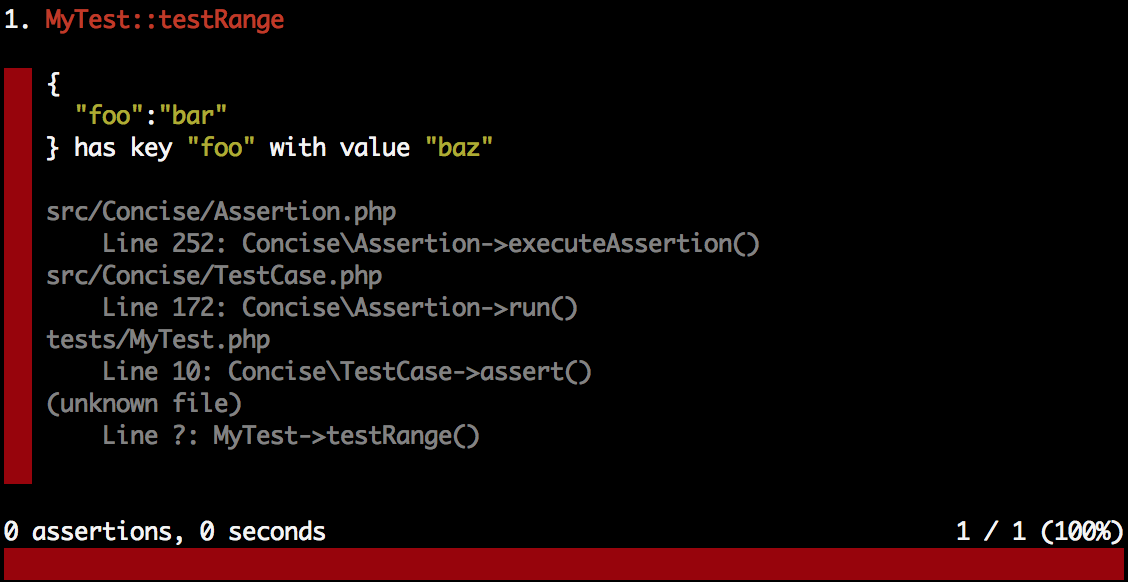 1. MyTest::testRange
{
"foo":"bar"
} has key "foo" with value "baz"
src/Concise/Assertion.php
Line 252: Concise\Assertion->executeAssertion()
src/Concise/TestCase.php
Line 172: Concise\Assertion->run()
tests/MyTest.php
Line 10: Concise\TestCase->assert()
(unknown file)
Line ?: MyTest->testRange()
0 assertions, 0 seconds 1 / 1 (100%)